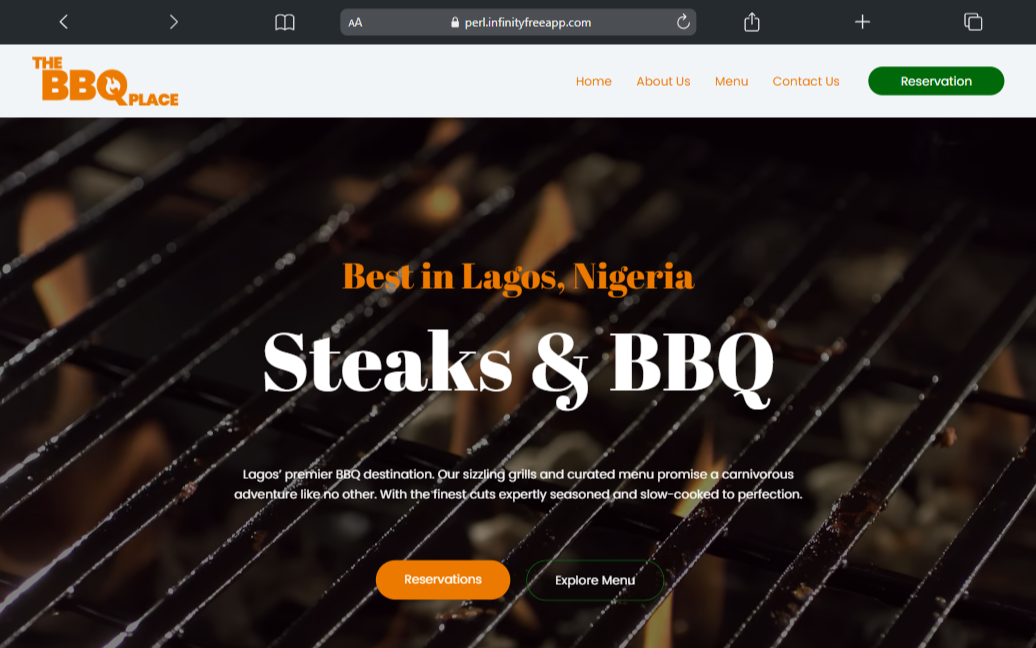 AA perl.infinityfreeapp.com
THE
BBQ
PLACE
Home About Us Menu Contact Us Reservation
Best in Lagos, Nigeria
Steaks & BBQ
Lagos’ premier BBQ destination. Our sizzling grills and curated menu promise a carnivorous
adventure like no other. With the finest cuts expertly seasoned and slow-cooked to perfection.
Reservations Explore Menu